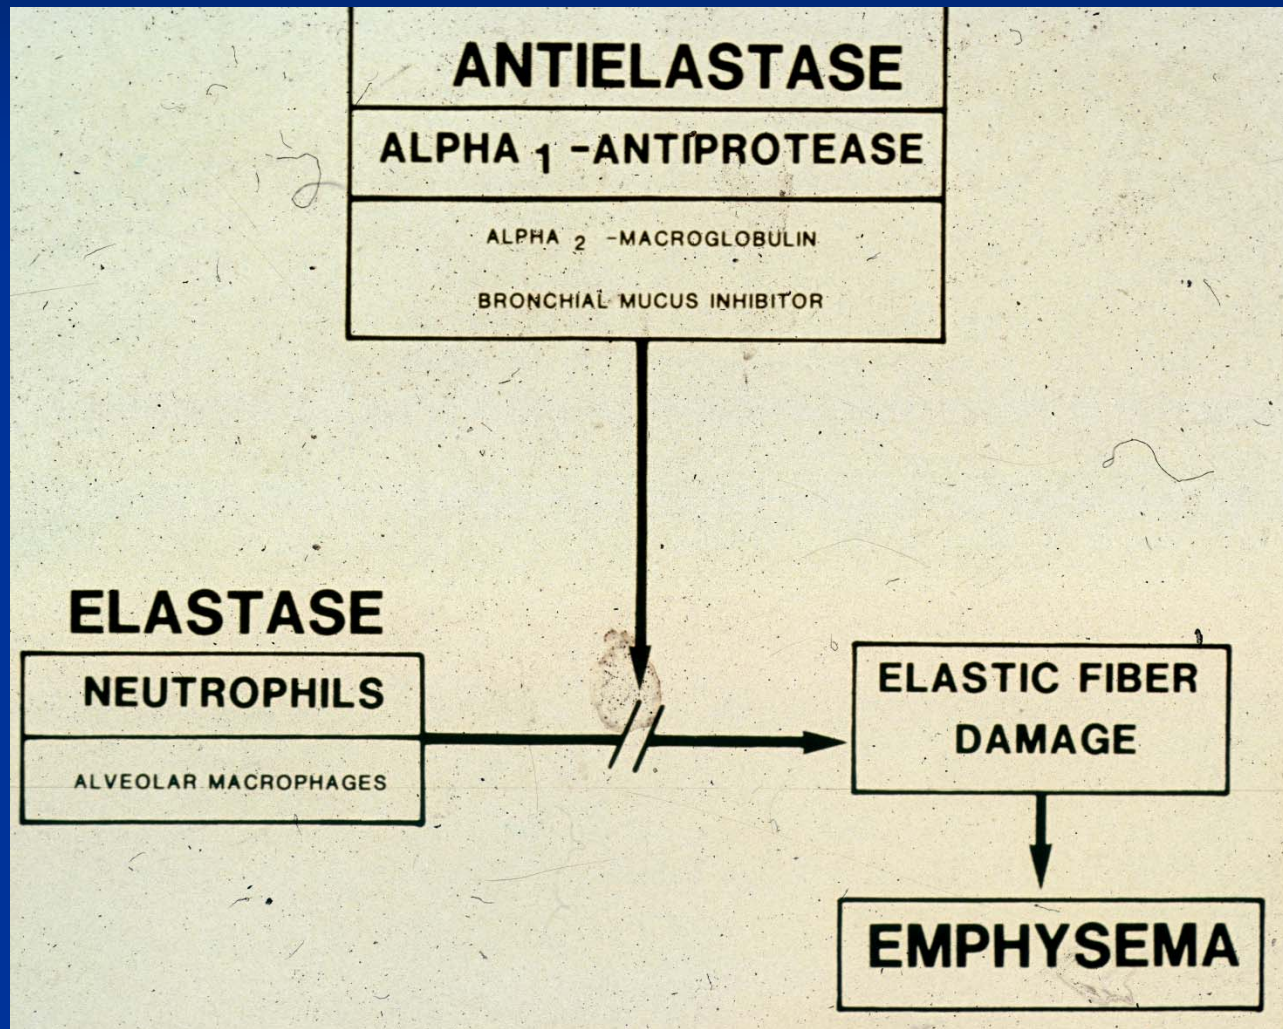 ANTIELASTASE
ALPHA 1 -ANTIPROTEASE
ALPHA 2 -MACROGLOBULIN
BRONCHIAL MUCUS INHIBITOR
ELASTASE
NEUTROPHILS
ALVEOLAR MACROPHAGES
ELASTIC FIBER
DAMAGE
EMPHYSEMA